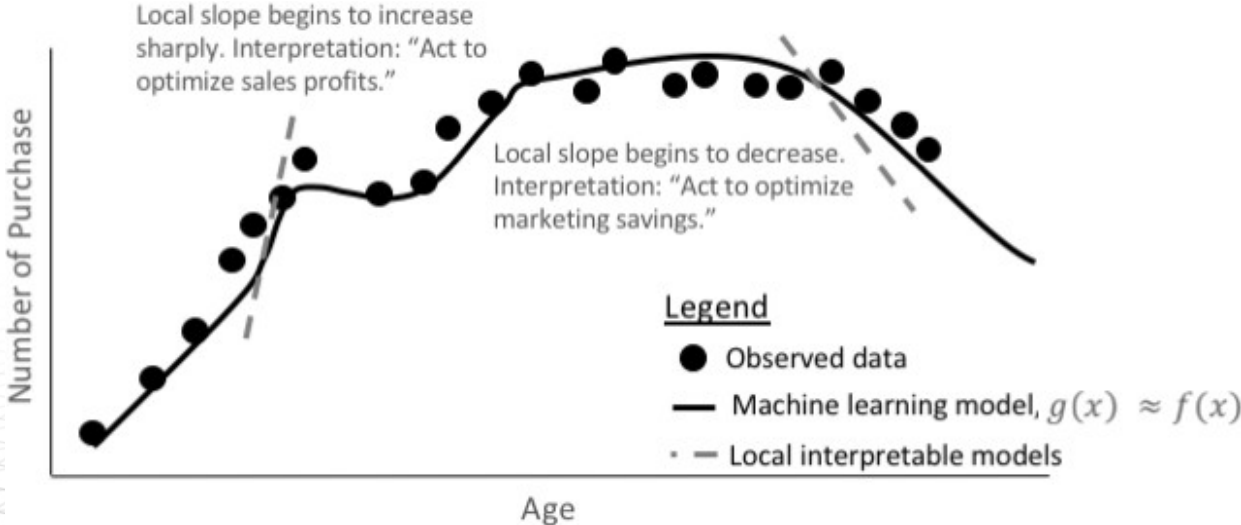 Local slope begins to increase
sharply. Interpretation: “Act to
optimize sales profits.”
Number of Purchase
Local slope begins to decrease.
Interpretation: “Act to optimize
marketing savings.”
Legend
Observed data
Machine learning model, g(x) ≈ f(x)
Local interpretable models
Age